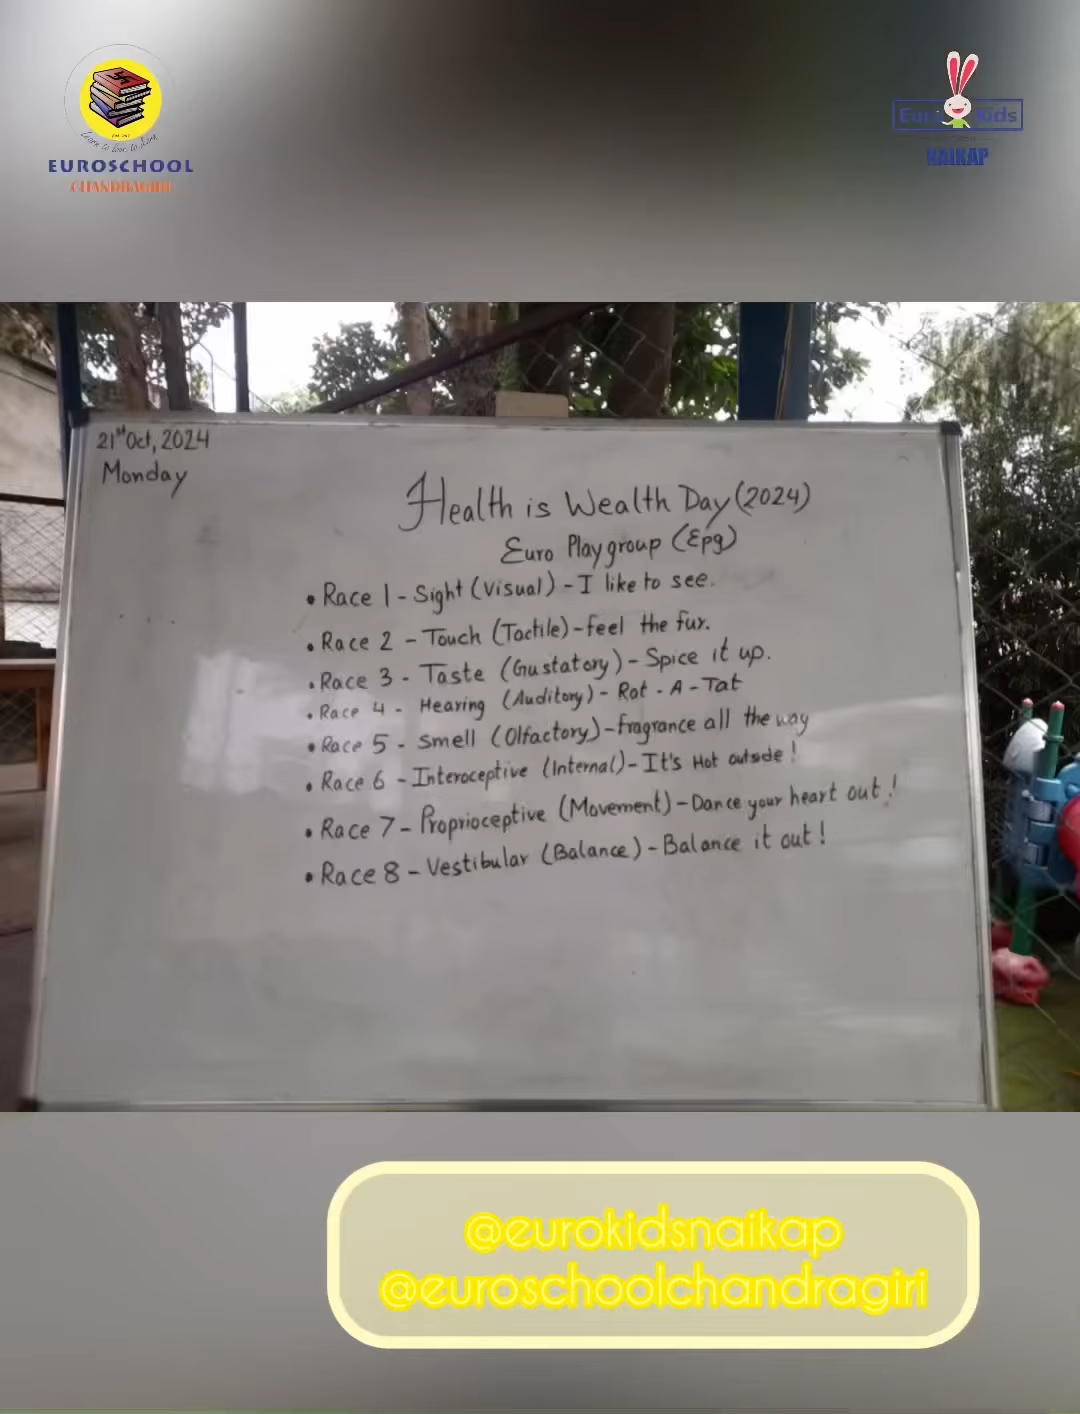 EUROSCHOOL
CHANDRAGIRI
Euro Kids
NAIKAP
21st Oct, 2024
Monday
Health is Wealth Day (2024)
Euro Playgroup (Epg)
• Race 1 - Sight (Visual) - I like to see.
• Race 2 - Touch (Tactile) - Feel the fur.
• Race 3 - Taste (Gustatory) - Spice it up.
• Race 4 - Hearing (Auditory) - Rat - A - Tat
• Race 5 - Smell (Olfactory) - Fragrance all the way
• Race 6 - Interoceptive (Internal) - It's Hot outside!
• Race 7 - Proprioceptive (Movement) - Dance your heart out!
• Race 8 - Vestibular (Balance) - Balance it out!
@eurokidsnaikap
@euroschoolchandragiri